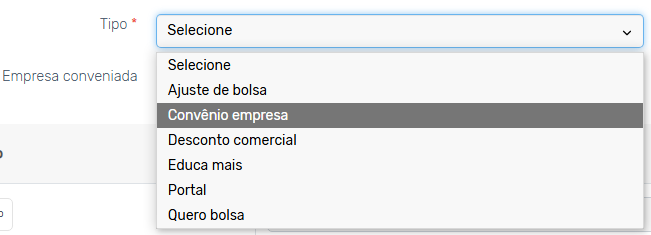 Tipo *
Selecione
Empresa conveniada
Selecione
Ajuste de bolsa
Convênio empresa
Desconto comercial
Educa mais
Portal
Quero bolsa